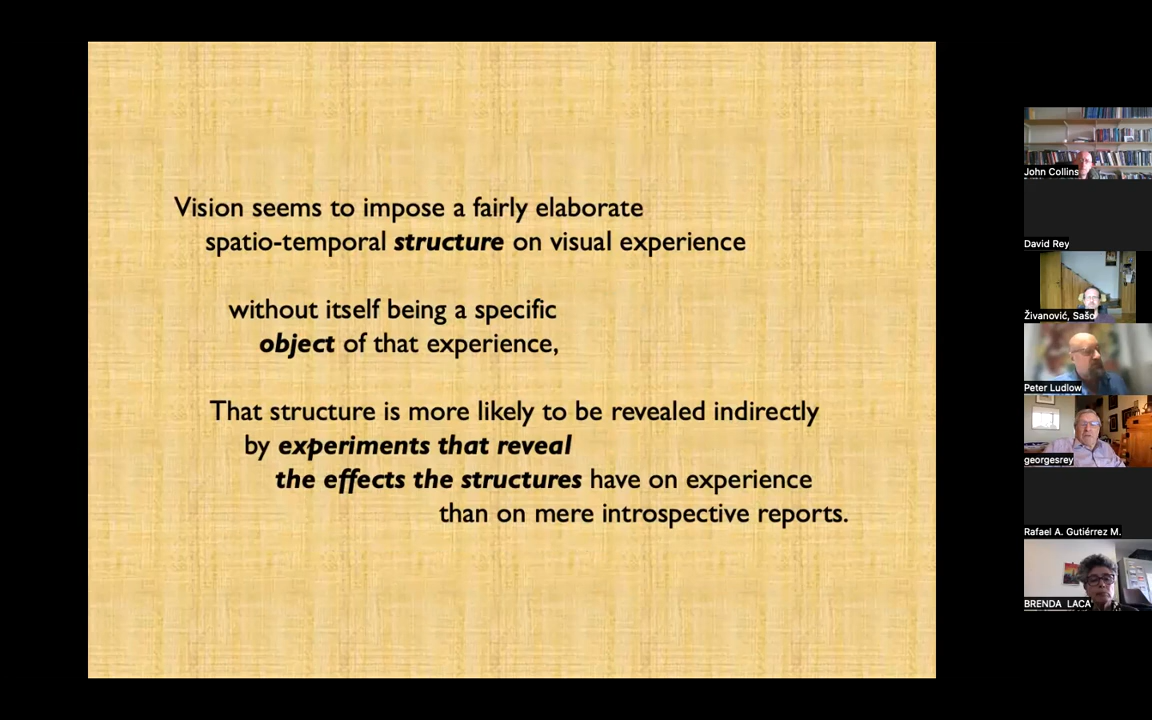 Vision seems to impose a fairly elaborate
spatio-temporal structure on visual experience
without itself being a specific
object of that experience,
That structure is more likely to be revealed indirectly
by experiments that reveal
the effects the structures have on experience
than on mere introspective reports.
John Collins
David Rey
Živanović, Sašo
Peter Ludlow
georgesrey
Rafael A. Gutiérrez M.
BRENDA LACA